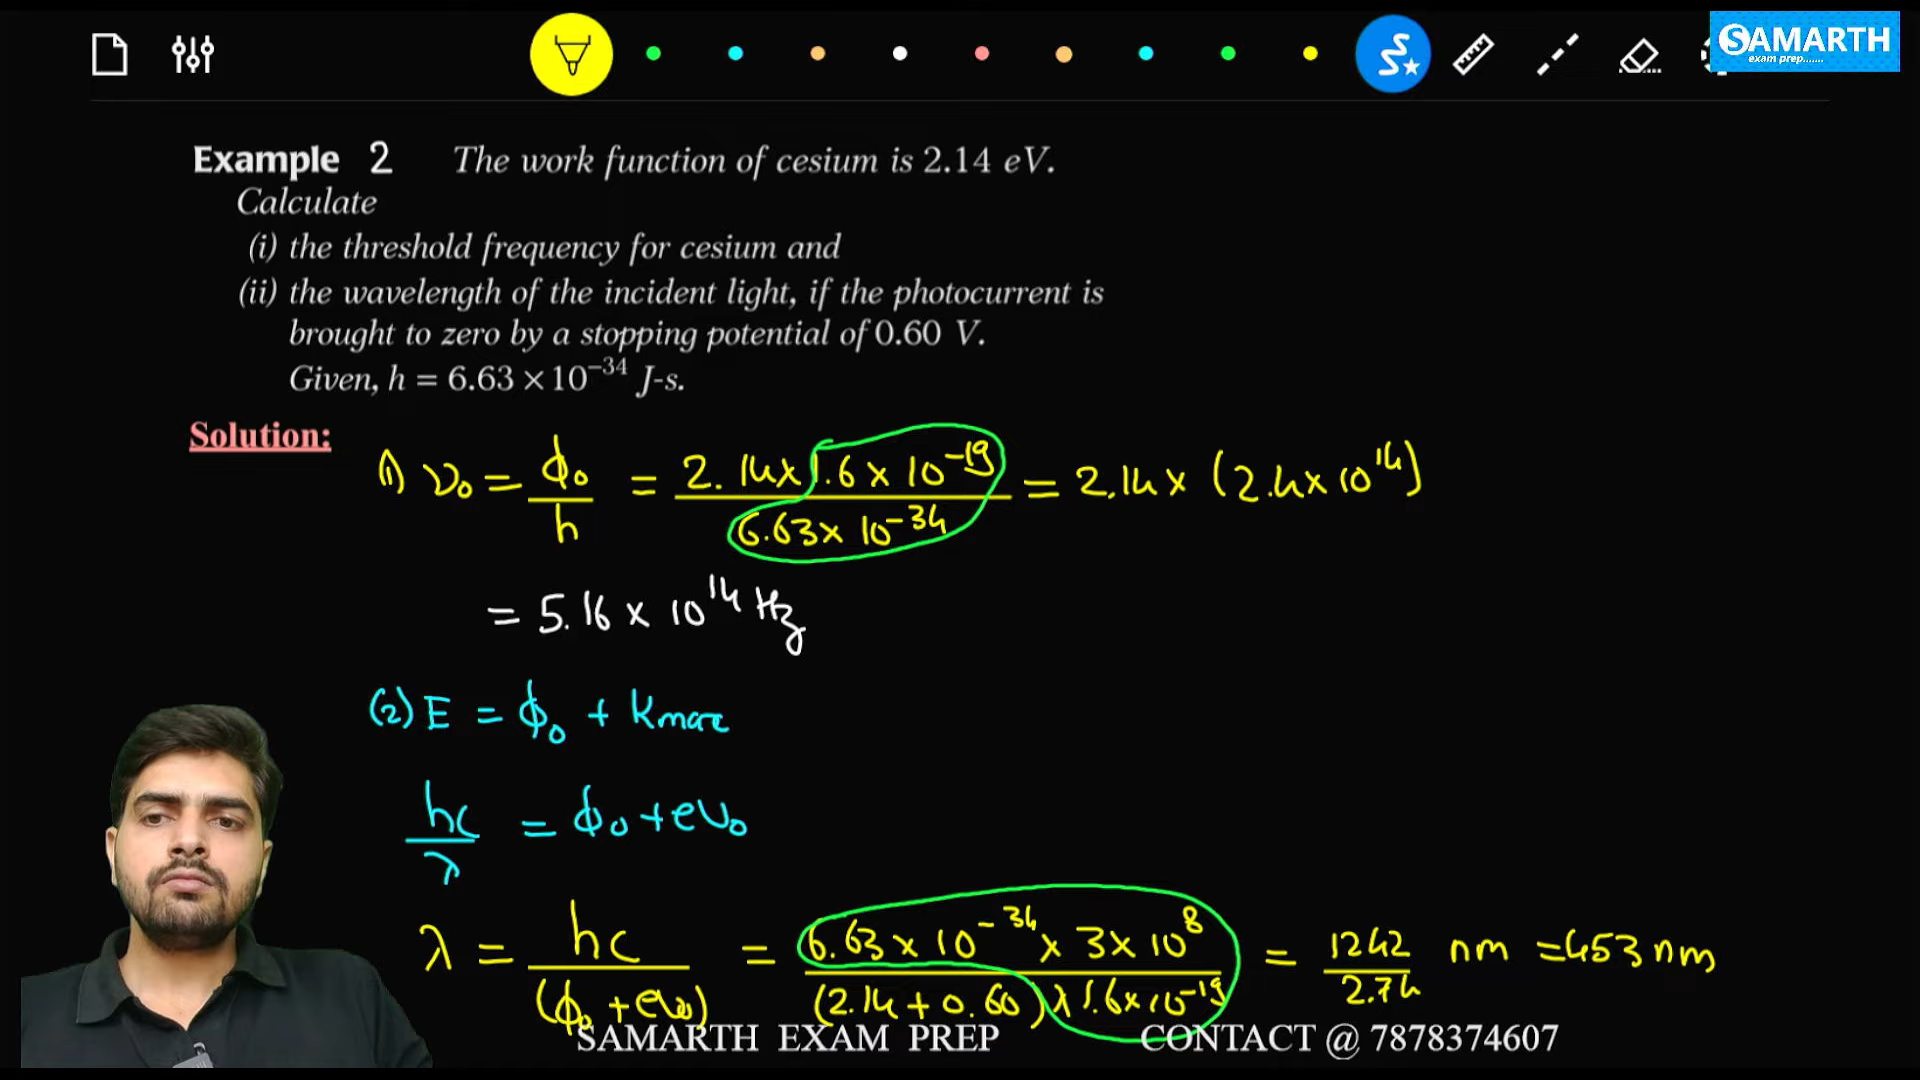 SAMARTH
exam prep.......
Example 2 The work function of cesium is 2.14 eV.
Calculate
(i) the threshold frequency for cesium and
(ii) the wavelength of the incident light, if the photocurrent is
brought to zero by a stopping potential of 0.60 V.
Given, h = 6.63 × 10⁻³⁴ J-s.
Solution:
(1) ν₀ = ϕ₀/h = 2.14 × 1.6 × 10⁻¹⁹ / 6.63 × 10⁻³⁴ = 2.14 × (2.4 × 10¹⁴)
= 5.16 × 10¹⁴ Hz
(2) E = ϕ₀ + Kmax
hc/λ = ϕ₀ + eV₀
λ = hc/(ϕ₀ + eV₀) = 6.63 × 10⁻³⁴ × 3 × 10⁸ / (2.14 + 0.60) × 1.6 × 10⁻¹⁹ = 1242/2.74 nm = 453 nm
SAMARTH EXAM PREP CONTACT @ 7878374607